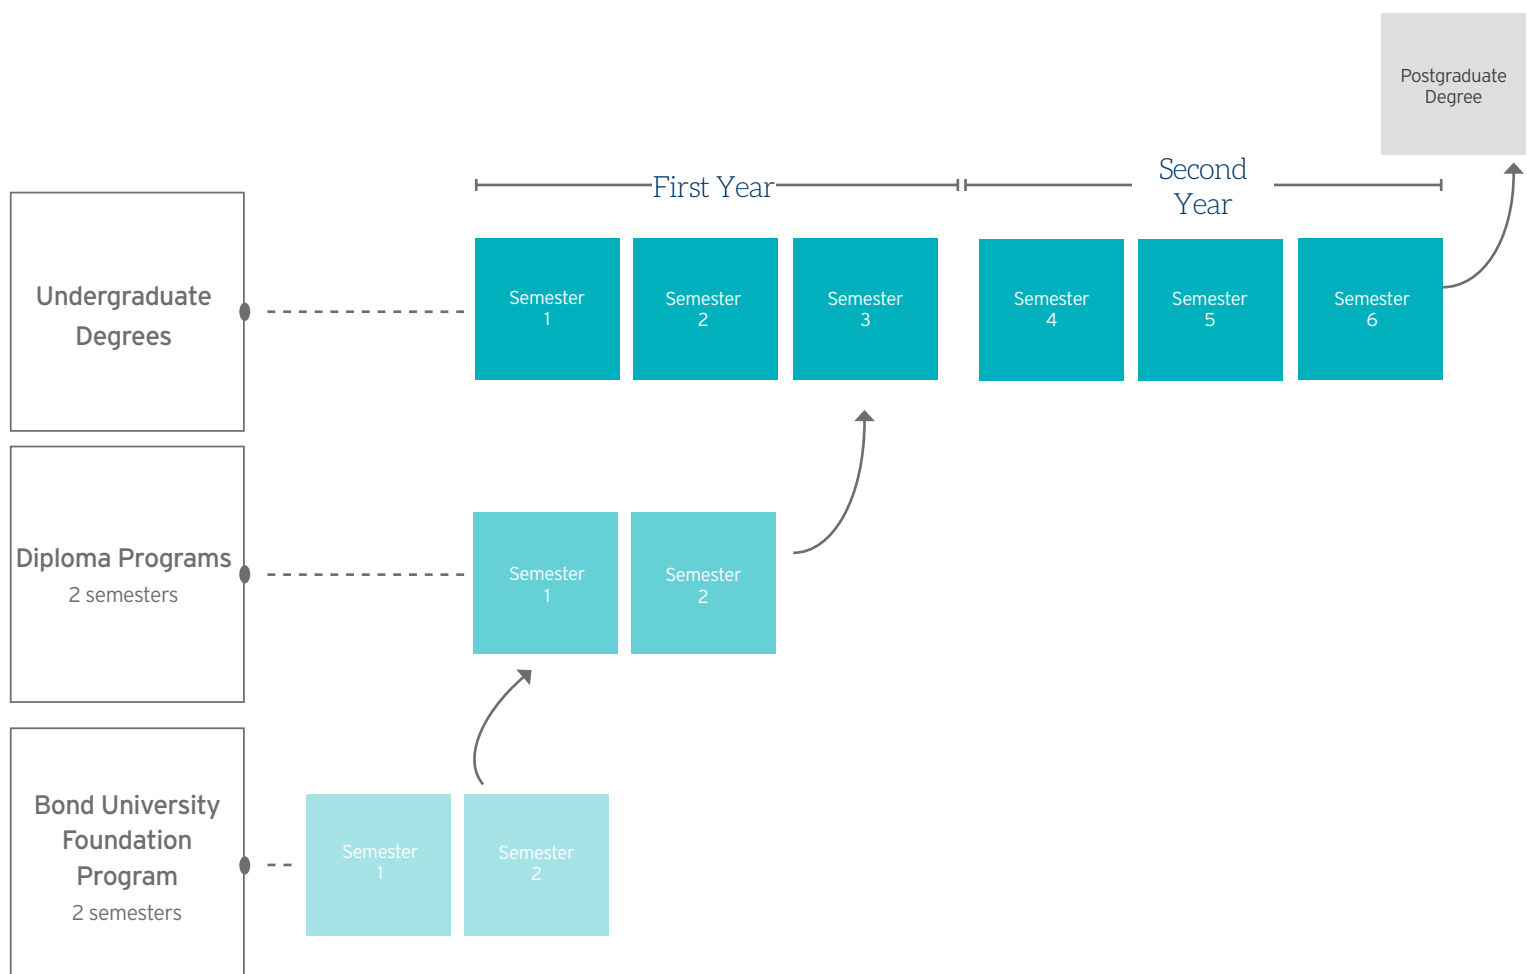 Postgraduate
Degree
First Year
Second
Year
Undergraduate
Degrees
Semester
1
Semester
2
Semester
3
Semester
4
Semester
5
Semester
6
Diploma Programs
2 semesters
Semester
1
Semester
2
Bond University
Foundation
Program
2 semesters
Semester
1
Semester
2